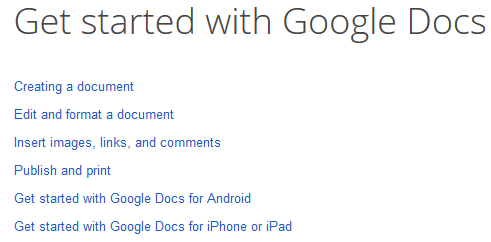 Get started with Google Docs
Creating a document
Edit and format a document
Insert images, links, and comments
Publish and print
Get started with Google Docs for Android
Get started with Google Docs for iPhone or iPad